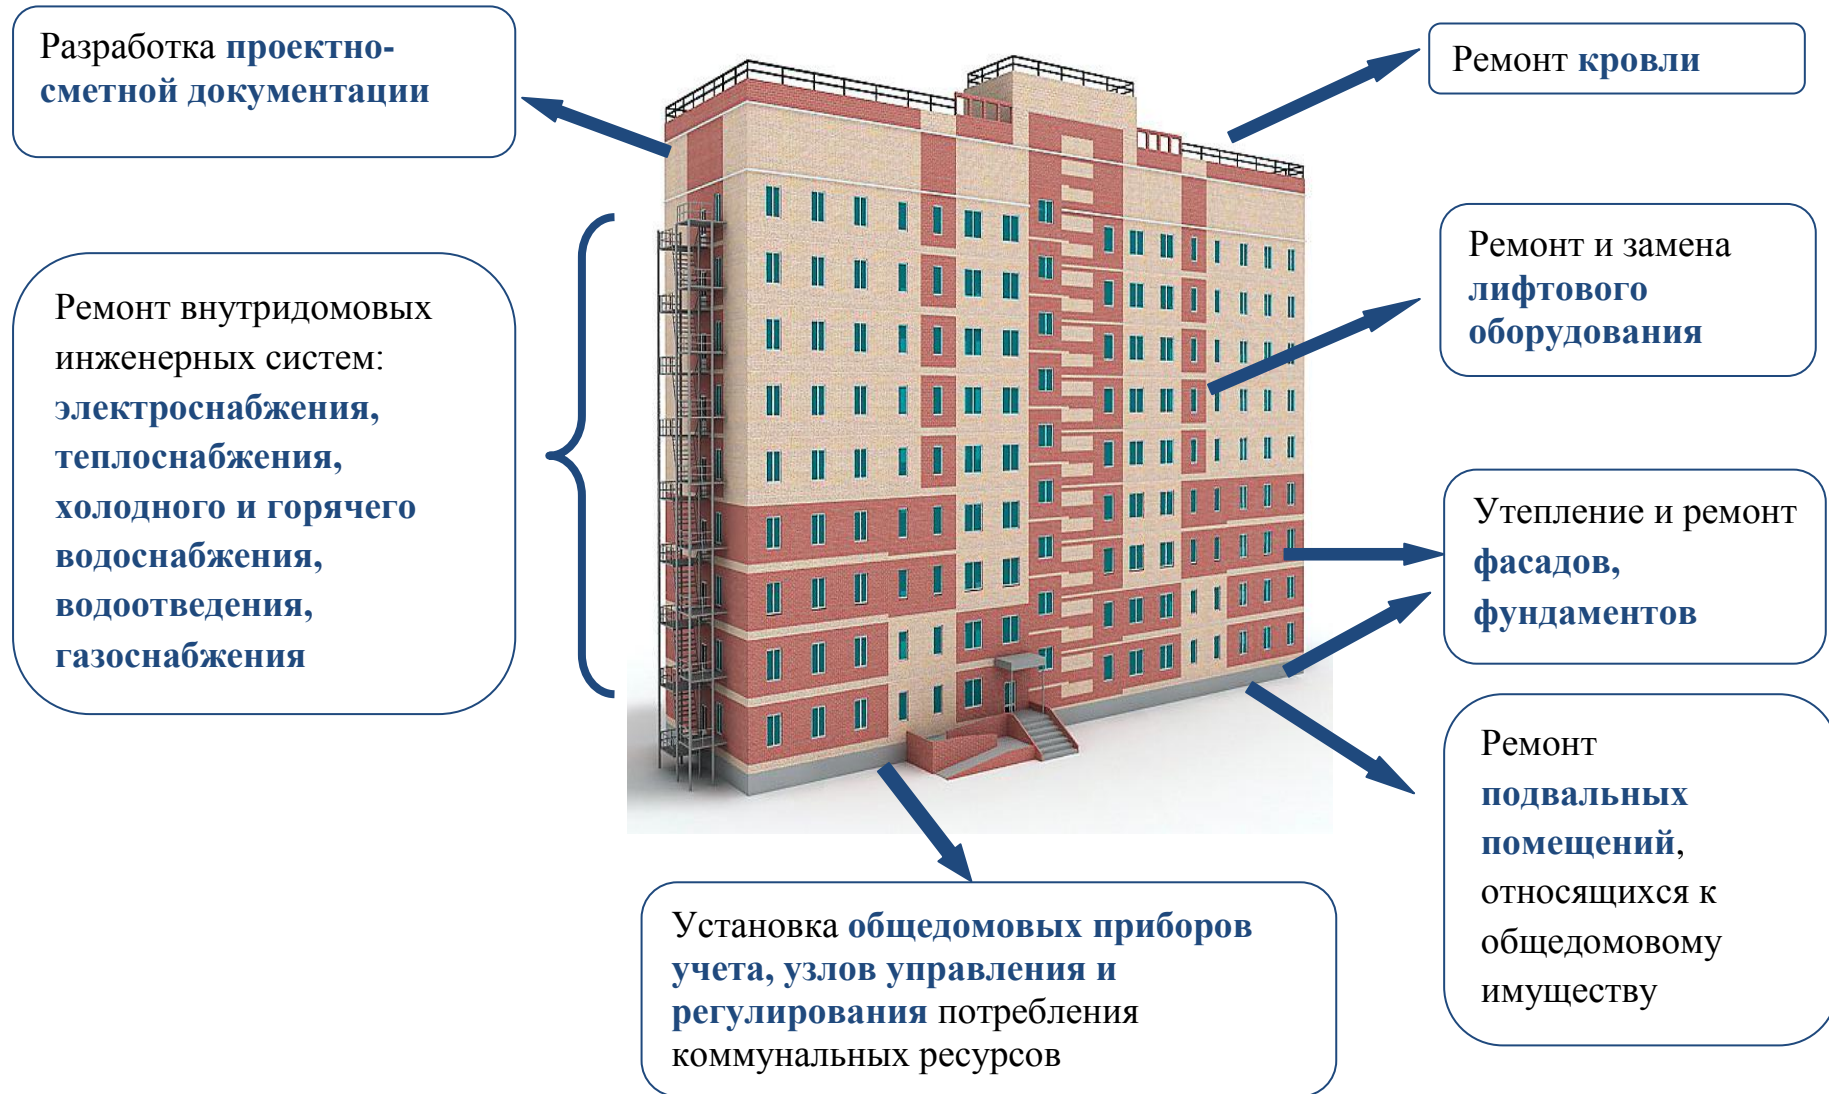 Разработка проектно-
сметной документации
Ремонт внутридомовых
инженерных систем:
электроснабжения,
теплоснабжения,
холодного и горячего
водоснабжения,
водоотведения,
газоснабжения
Ремонт кровли
Ремонт и замена
лифтового
оборудования
Утепление и ремонт
фасадов,
фундаментов
Ремонт
подвальных
помещений,
относящихся к
общедомовому
имуществу
Установка общедомовых приборов
учета, узлов управления и
регулирования потребления
коммунальных ресурсов